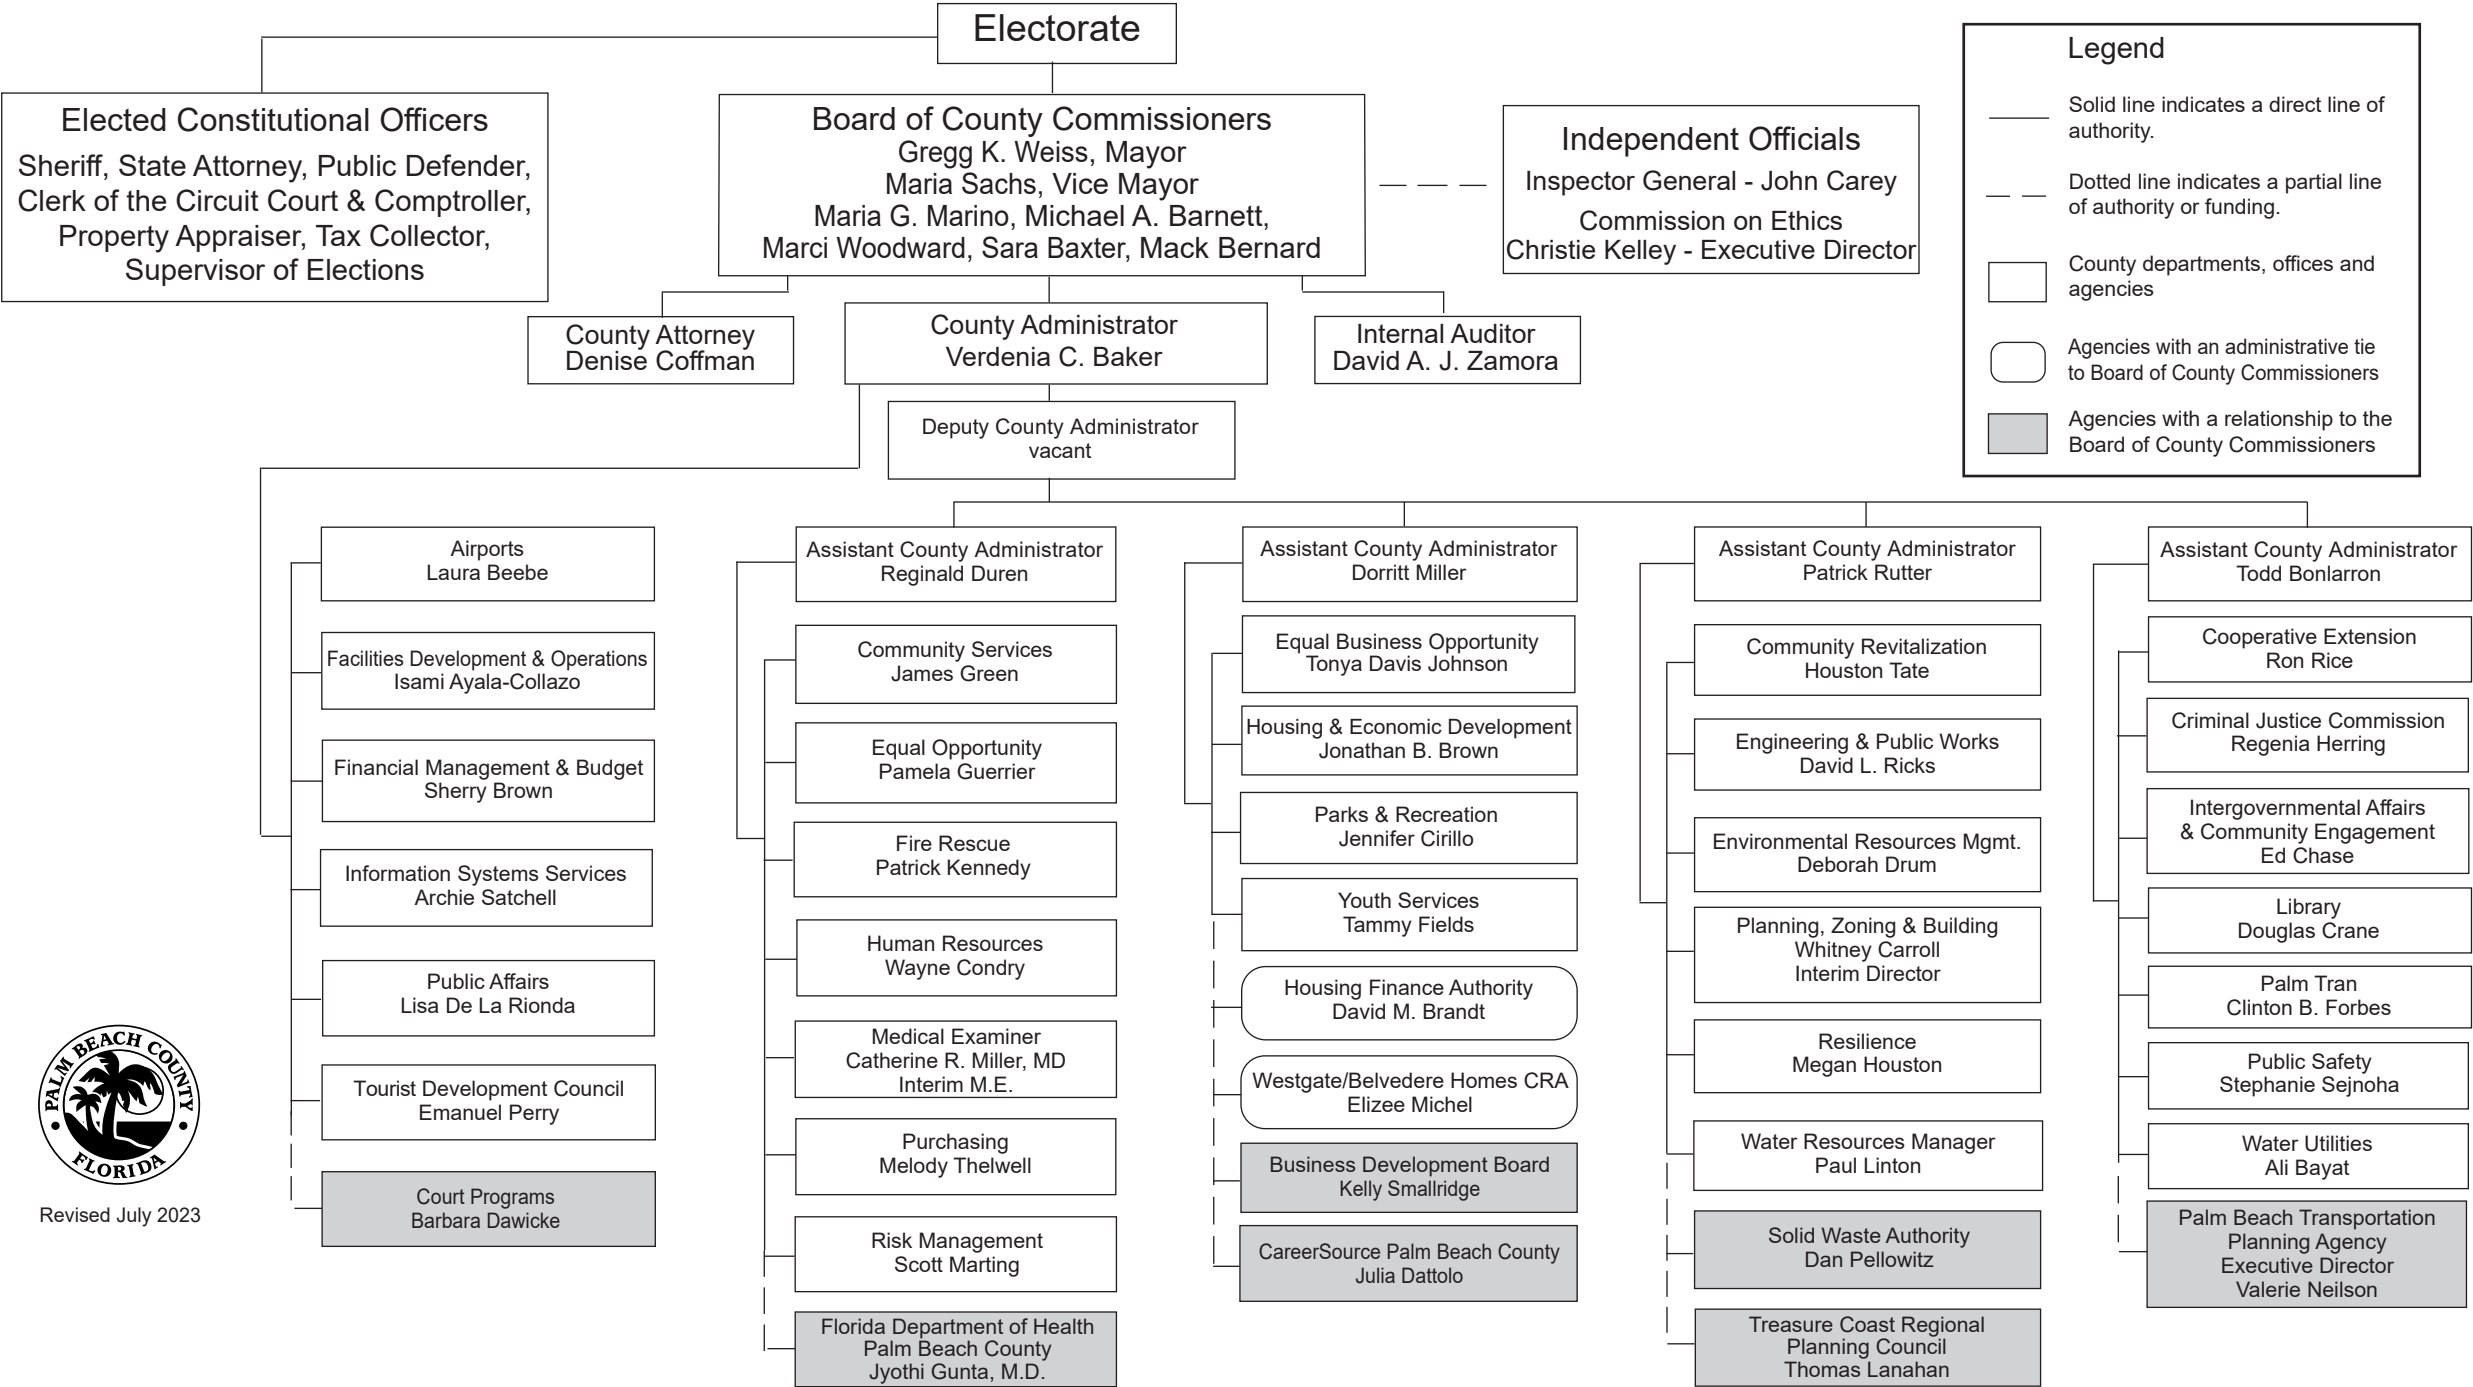 Electorate
Elected Constitutional Officers
Sheriff, State Attorney, Public Defender,
Clerk of the Circuit Court & Comptroller,
Property Appraiser, Tax Collector,
Supervisor of Elections
Board of County Commissioners
Gregg K. Weiss, Mayor
Maria Sachs, Vice Mayor
Maria G. Marino, Michael A. Barnett,
Marci Woodward, Sara Baxter, Mack Bernard
Independent Officials
Inspector General - John Carey
Commission on Ethics
Christie Kelley - Executive Director
Legend
Solid line indicates a direct line of
authority.
Dotted line indicates a partial line
of authority or funding.
County departments, offices and
agencies
Agencies with an administrative tie
to Board of County Commissioners
Agencies with a relationship to the
Board of County Commissioners
County Attorney
Denise Coffman
County Administrator
Verdenia C. Baker
Internal Auditor
David A. J. Zamora
Deputy County Administrator
vacant
Airports
Laura Beebe
Facilities Development & Operations
Isami Ayala-Collazo
Financial Management & Budget
Sherry Brown
Information Systems Services
Archie Satchell
Public Affairs
Lisa De La Rionda
Tourist Development Council
Emanuel Perry
Court Programs
Barbara Dawicke
Assistant County Administrator
Reginald Duren
Community Services
James Green
Equal Opportunity
Pamela Guerrier
Fire Rescue
Patrick Kennedy
Human Resources
Wayne Condry
Medical Examiner
Catherine R. Miller, MD
Interim M.E.
Purchasing
Melody Thelwell
Risk Management
Scott Marting
Florida Department of Health
Palm Beach County
Jyothi Gunta, M.D.
Assistant County Administrator
Dorritt Miller
Equal Business Opportunity
Tonya Davis Johnson
Housing & Economic Development
Jonathan B. Brown
Parks & Recreation
Jennifer Cirillo
Youth Services
Tammy Fields
Housing Finance Authority
David M. Brandt
Westgate/Belvedere Homes CRA
Elizee Michel
Business Development Board
Kelly Smallridge
CareerSource Palm Beach County
Julia Dattolo
Assistant County Administrator
Patrick Rutter
Community Revitalization
Houston Tate
Engineering & Public Works
David L. Ricks
Environmental Resources Mgmt.
Deborah Drum
Planning, Zoning & Building
Whitney Carroll
Interim Director
Resilience
Megan Houston
Water Resources Manager
Paul Linton
Solid Waste Authority
Dan Pellowitz
Treasure Coast Regional
Planning Council
Thomas Lanahan
Assistant County Administrator
Todd Bonlarron
Cooperative Extension
Ron Rice
Criminal Justice Commission
Regenia Herring
Intergovernmental Affairs
& Community Engagement
Ed Chase
Library
Douglas Crane
Palm Tran
Clinton B. Forbes
Public Safety
Stephanie Sejnoha
Water Utilities
Ali Bayat
Palm Beach Transportation
Planning Agency
Executive Director
Valerie Neilson
PALM BEACH COUNTY
FLORIDA
Revised July 2023